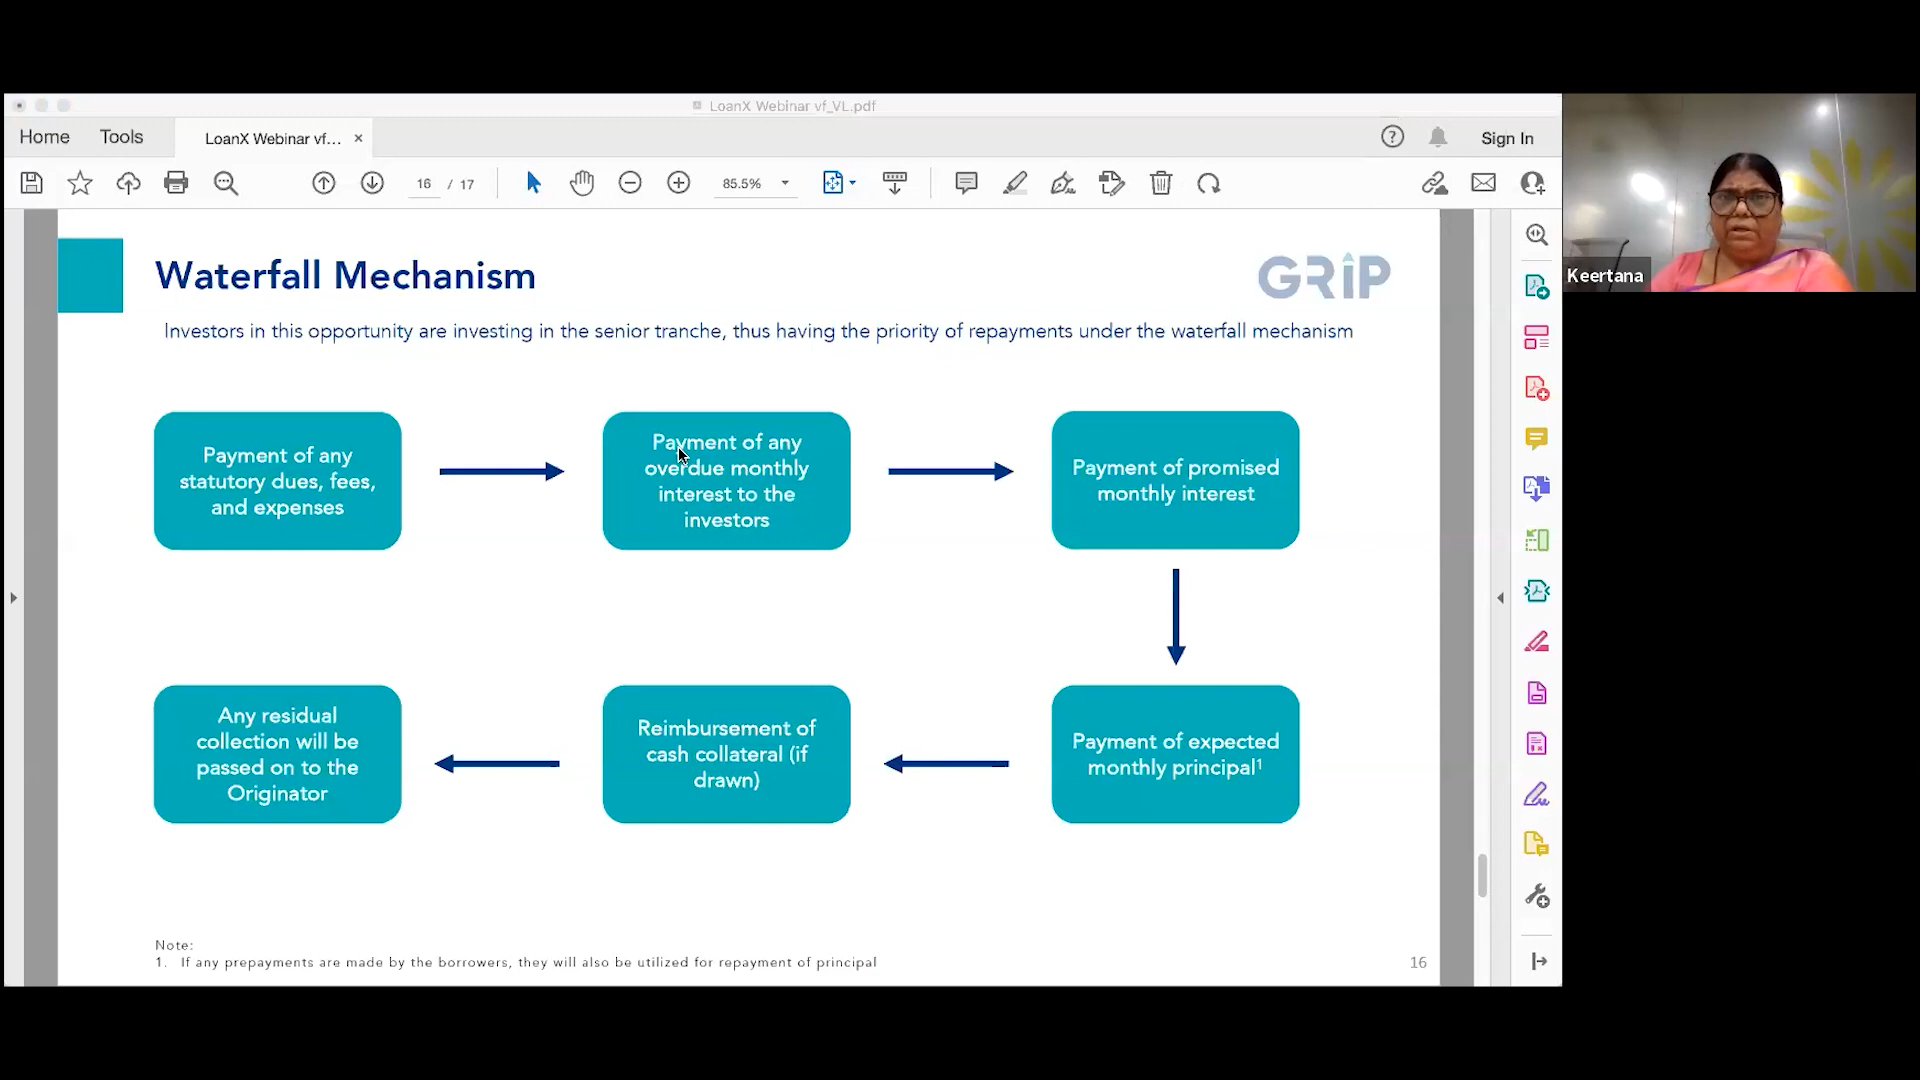 LoanX Webinar vf_VL.pdf
Home
Tools
LoanX Webinar vf...
Sign In
16 / 17
85.5%
Keertana
Waterfall Mechanism
GRiP
Investors in this opportunity are investing in the senior tranche, thus having the priority of repayments under the waterfall mechanism
Payment of any
statutory dues, fees,
and expenses
Payment of any
overdue monthly
interest to the
investors
Payment of promised
monthly interest
Any residual
collection will be
passed on to the
Originator
Reimbursement of
cash collateral (if
drawn)
Payment of expected
monthly principal¹
Note:
1. If any prepayments are made by the borrowers, they will also be utilized for repayment of principal
16